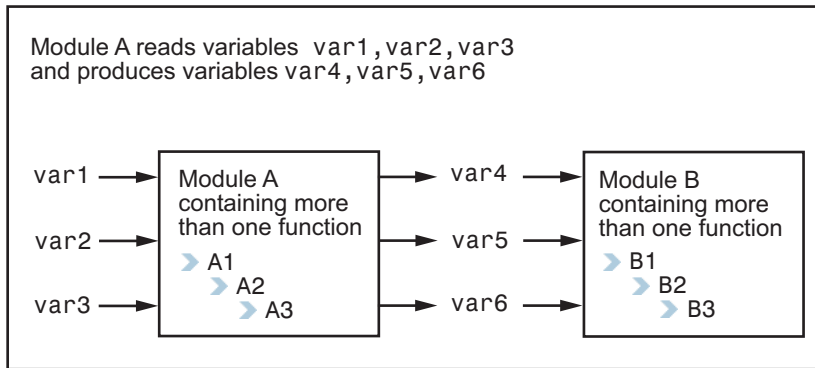 Module A reads variables var1,var2,var3
and produces variables var4,var5,var6
var1
var2
var3
Module A
containing more
than one function
A1
A2
A3
var4
var5
var6
Module B
containing more
than one function
B1
B2
B3